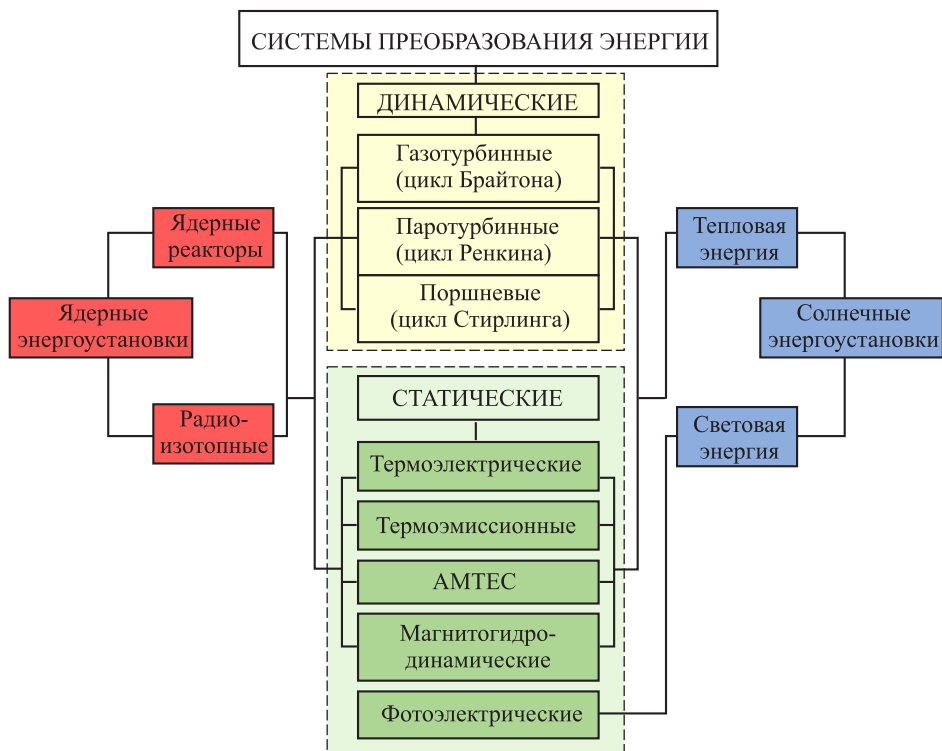 СИСТЕМЫ ПРЕОБРАЗОВАНИЯ ЭНЕРГИИ
ДИНАМИЧЕСКИЕ
Газотурбинные
(цикл Брайтона)
Паротурбинные
(цикл Ренкина)
Поршневые
(цикл Стирлинга)
Ядерные
реакторы
Ядерные
энергоустановки
Радио-
изотопные
Тепловая
энергия
Солнечные
энергоустановки
Световая
энергия
СТАТИЧЕСКИЕ
Термоэлектрические
Термоэмиссионные
АМТЕС
Магнитогидро-
динамические
Фотоэлектрические